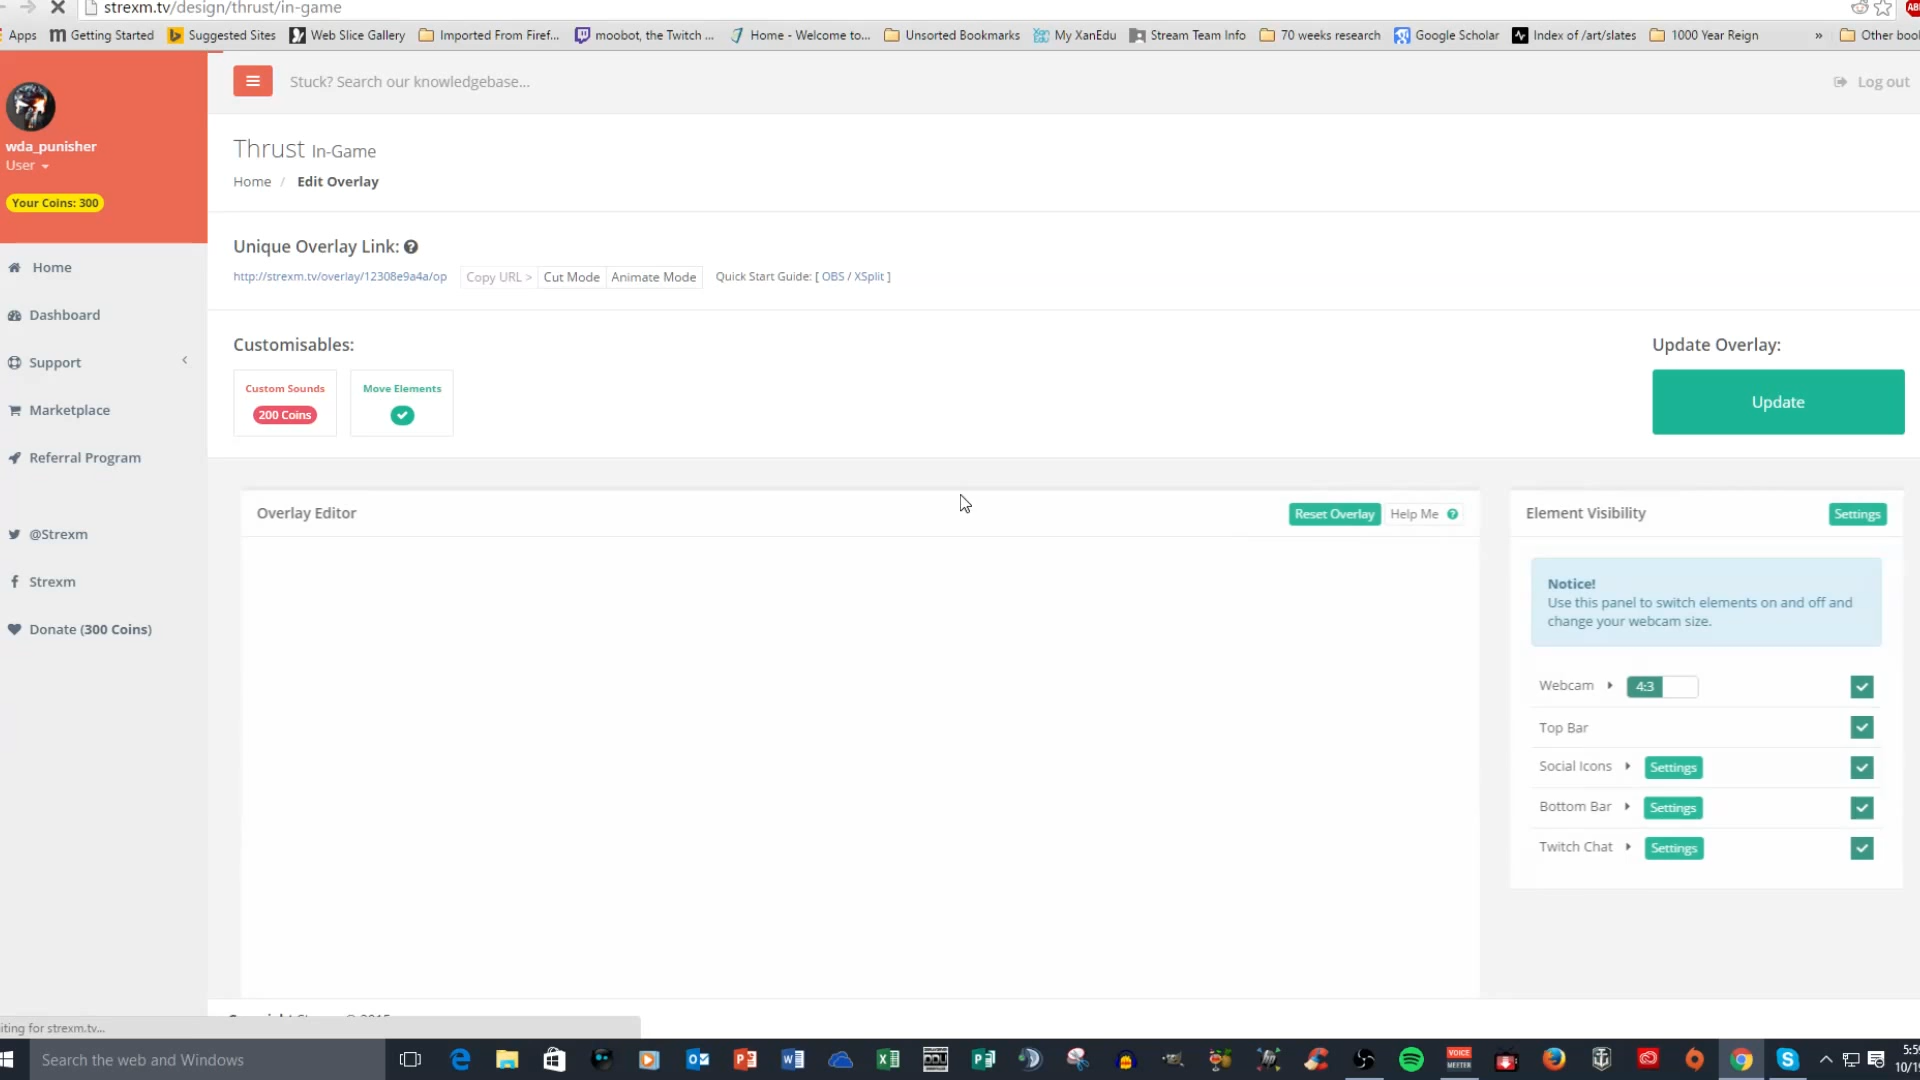 strexm.tv/design/thrust/in-game
Apps Getting Started Suggested Sites Web Slice Gallery Imported From Firef... moobot, the Twitch ... Home - Welcome to... Unsorted Bookmarks My XanEdu Stream Team Info 70 weeks research Google Scholar Index of /art/slates 1000 Year Reign » Other
Stuck? Search our knowledgebase...
Log out
wda_punisher
User
Your Coins: 300
Home
Dashboard
Support
Marketplace
Referral Program
@Strexm
Strexm
Donate (300 Coins)
Thrust In-Game
Home / Edit Overlay
Unique Overlay Link:
http://strexm.tv/overlay/12308e9a4a/op Copy URL > Cut Mode Animate Mode Quick Start Guide: [ OBS / XSplit ]
Customisables:
Custom Sounds
200 Coins
Move Elements
Update Overlay:
Update
Overlay Editor
Reset Overlay Help Me
Element Visibility Settings
Notice!
Use this panel to switch elements on and off and
change your webcam size.
Webcam 4:3
Top Bar
Social Icons Settings
Bottom Bar Settings
Twitch Chat Settings
iting for strexm.tv...
Search the web and Windows
VOICE
MEETER